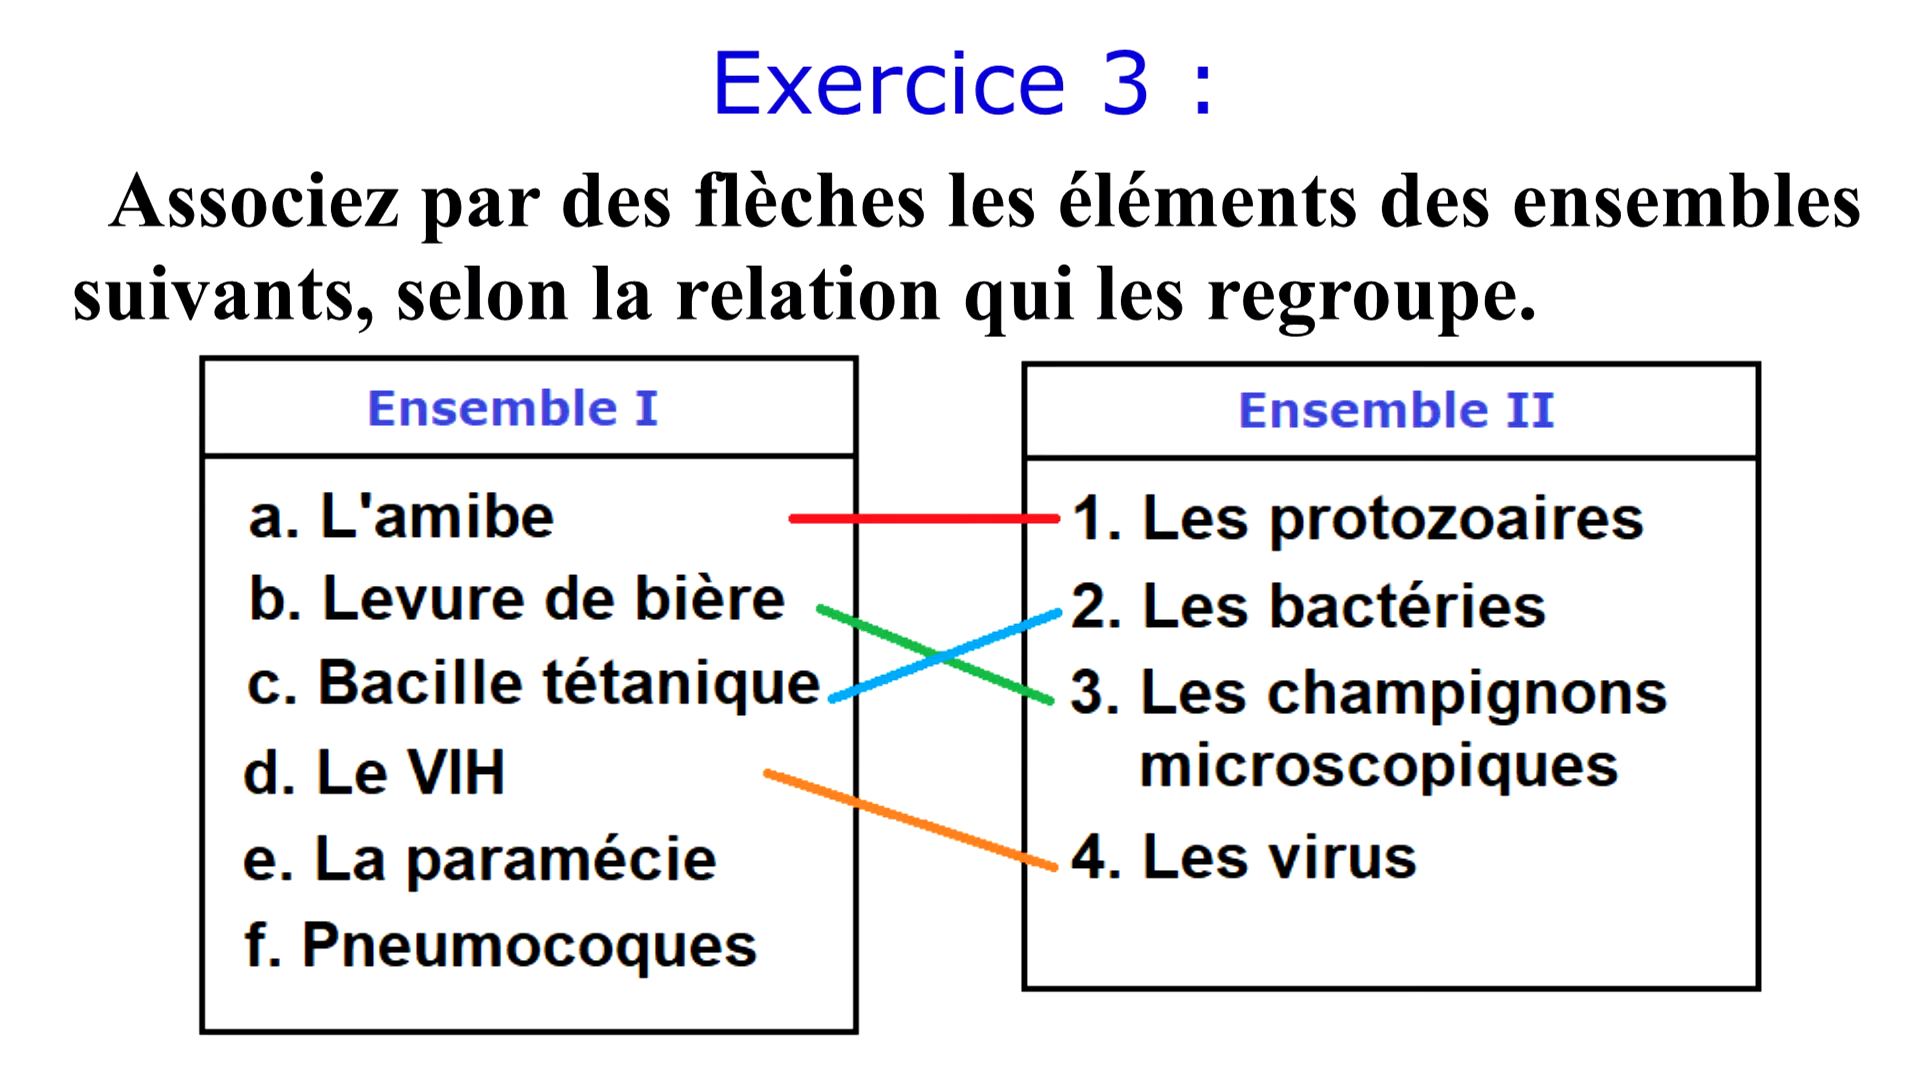 Exercice 3 :
Associez par des flèches les éléments des ensembles
suivants, selon la relation qui les regroupe.
Ensemble I
a. L'amibe
b. Levure de bière
c. Bacille tétanique
d. Le VIH
e. La paramécie
f. Pneumocoques
Ensemble II
1. Les protozoaires
2. Les bactéries
3. Les champignons
microscopiques
4. Les virus